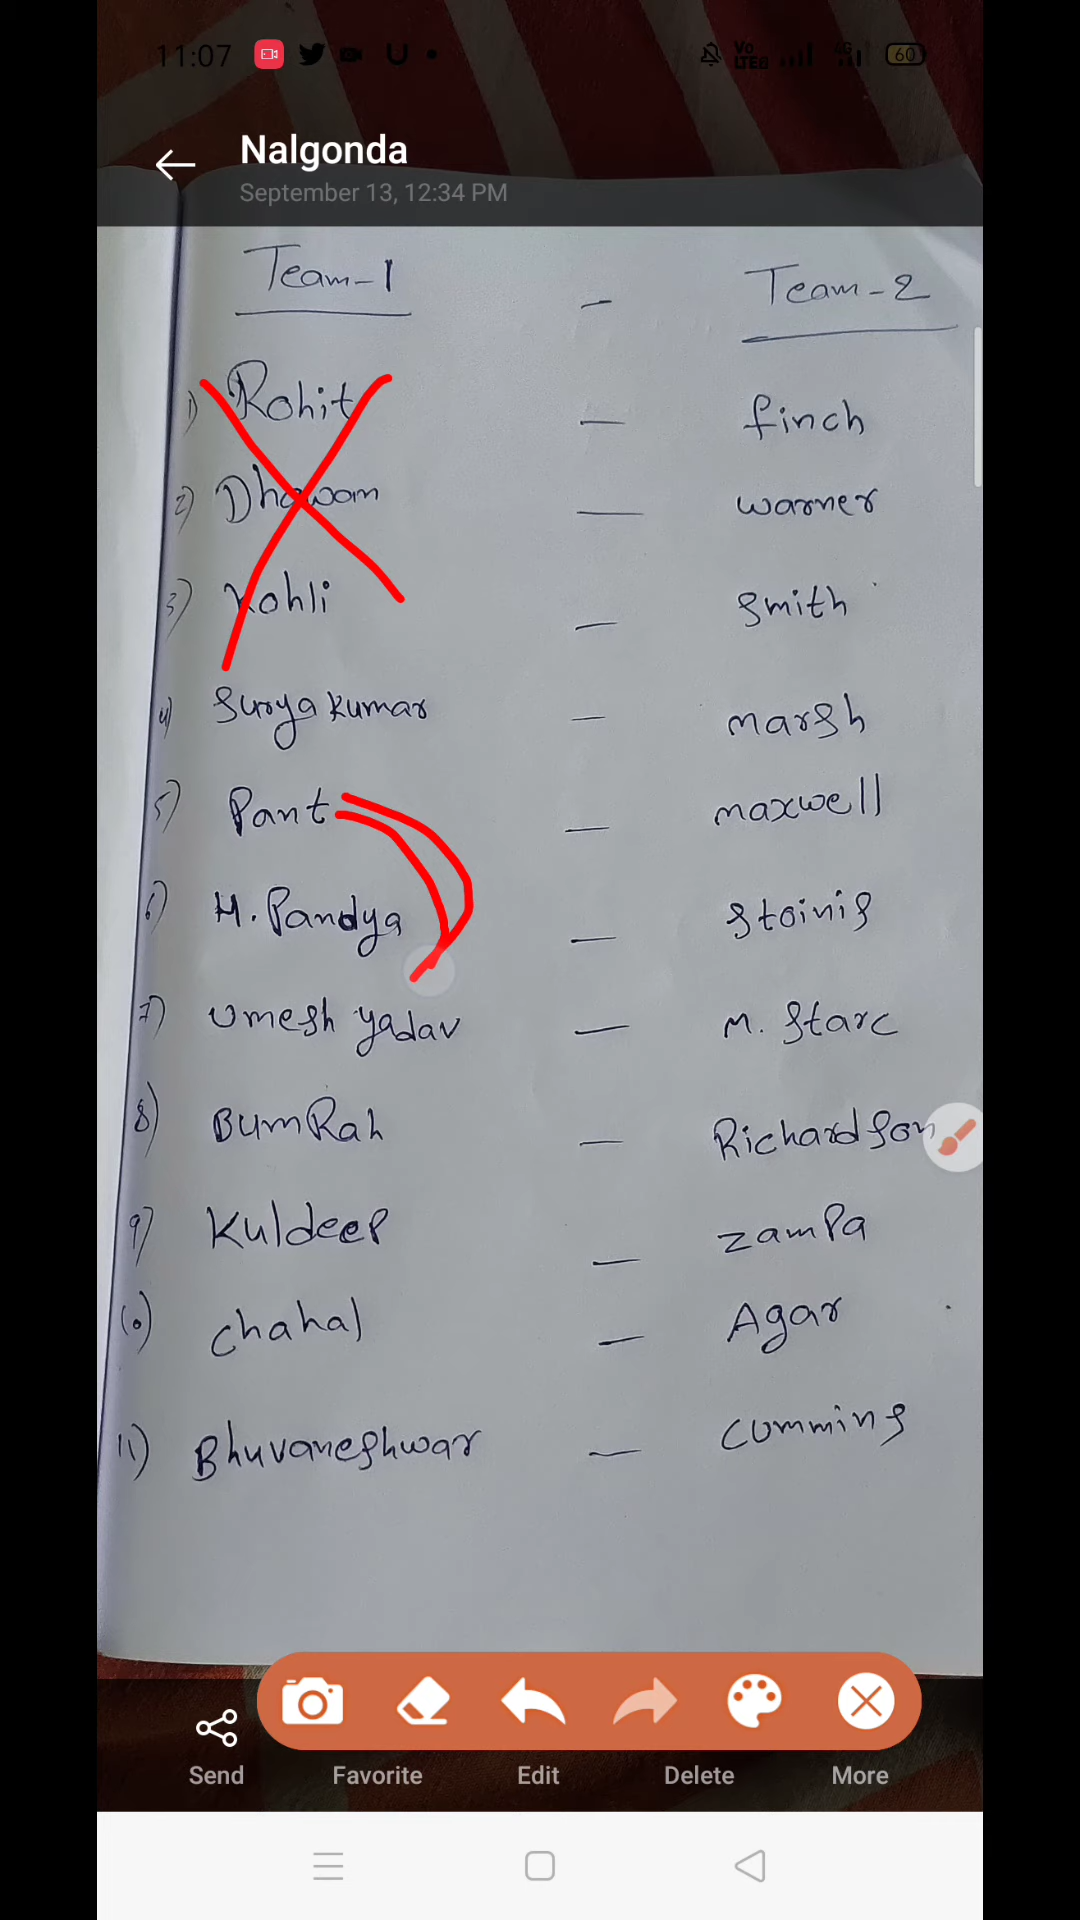 11:07 60
Nalgonda
September 13, 12:34 PM
Team-1 - Team-2
1) Rohit — finch
2) Dhawan — warner
3) Kohli — smith
4) Surya kumar — marsh
5) Pant — maxwell
6) H. Pandya — stoinis
7) Umesh yadav — M. Starc
8) BumRah — Richardson
9) Kuldeep — zampa
10) chahal — Agar
11) Bhuvaneshwar — cummins
Send Favorite Edit Delete More